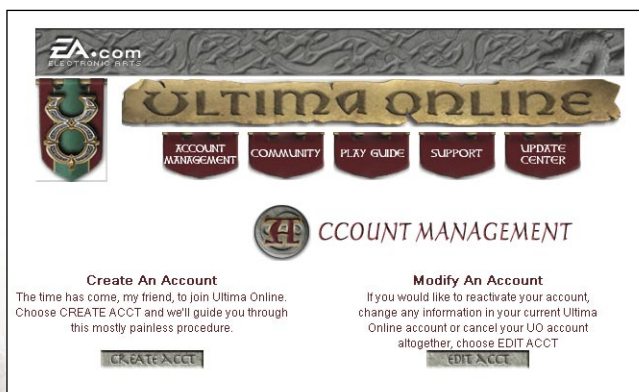 EA.com
ELECTRONIC ARTS
ULTIMA ONLINE
ACCOUNT MANAGEMENT
COMMUNITY
PLAY GUIDE
SUPPORT
UPDATE CENTER
ACCOUNT MANAGEMENT
Create An Account
The time has come, my friend, to join Ultima Online.
Choose CREATE ACCT and we'll guide you through
this mostly painless procedure.
CREATE ACCT
Modify An Account
If you would like to reactivate your account,
change any information in your current Ultima
Online account or cancel your UO account
altogether, choose EDIT ACCT
EDIT ACCT